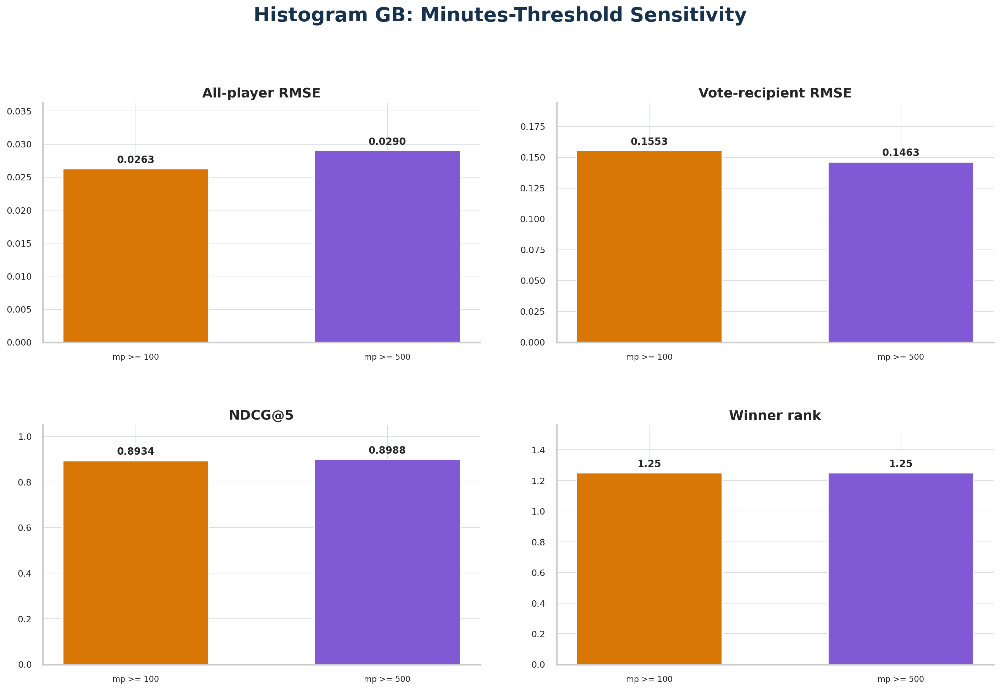 Histogram GB: Minutes-Threshold Sensitivity
All-player RMSE
0.035
0.030
0.025
0.020
0.015
0.010
0.005
0.000
0.0263
0.0290
mp >= 100
mp >= 500
Vote-recipient RMSE
0.175
0.150
0.125
0.100
0.075
0.050
0.025
0.000
0.1553
0.1463
mp >= 100
mp >= 500
NDCG@5
1.0
0.8
0.6
0.4
0.2
0.0
0.8934
0.8988
mp >= 100
mp >= 500
Winner rank
1.4
1.2
1.0
0.8
0.6
0.4
0.2
0.0
1.25
1.25
mp >= 100
mp >= 500